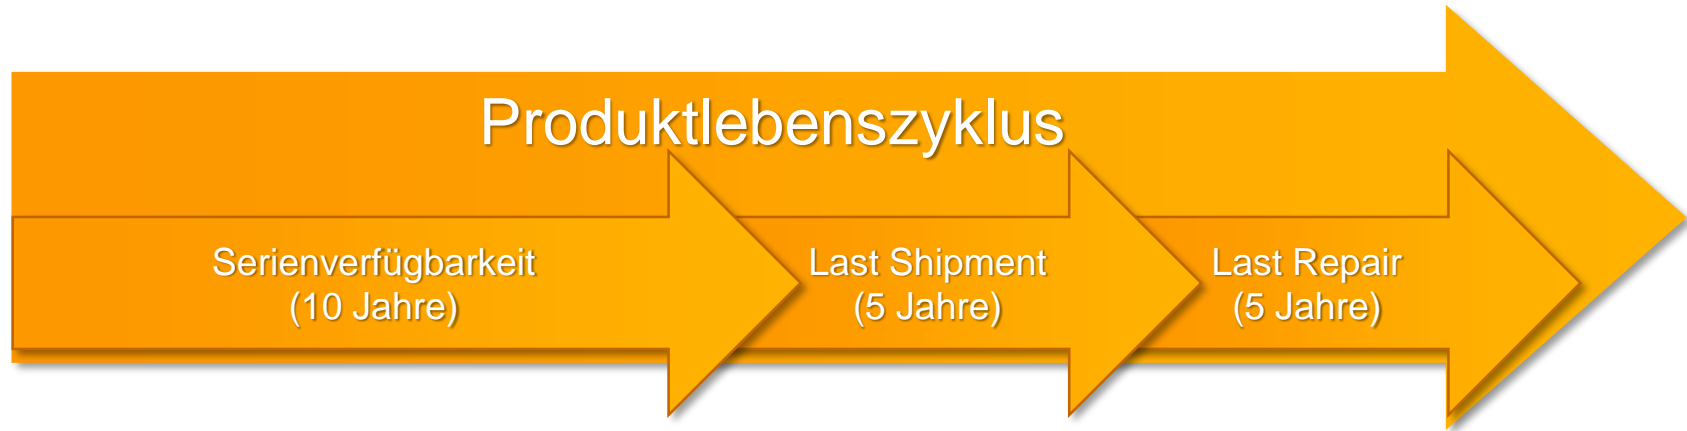 Produktlebenszyklus
Serienverfügbarkeit
(10 Jahre)
Last Shipment
(5 Jahre)
Last Repair
(5 Jahre)